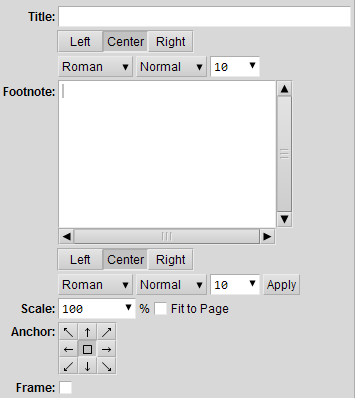 Title:
Left Center Right
Roman Normal 10
Footnote:
Left Center Right
Roman Normal 10 Apply
Scale: 100 % Fit to Page
Anchor:
Frame: